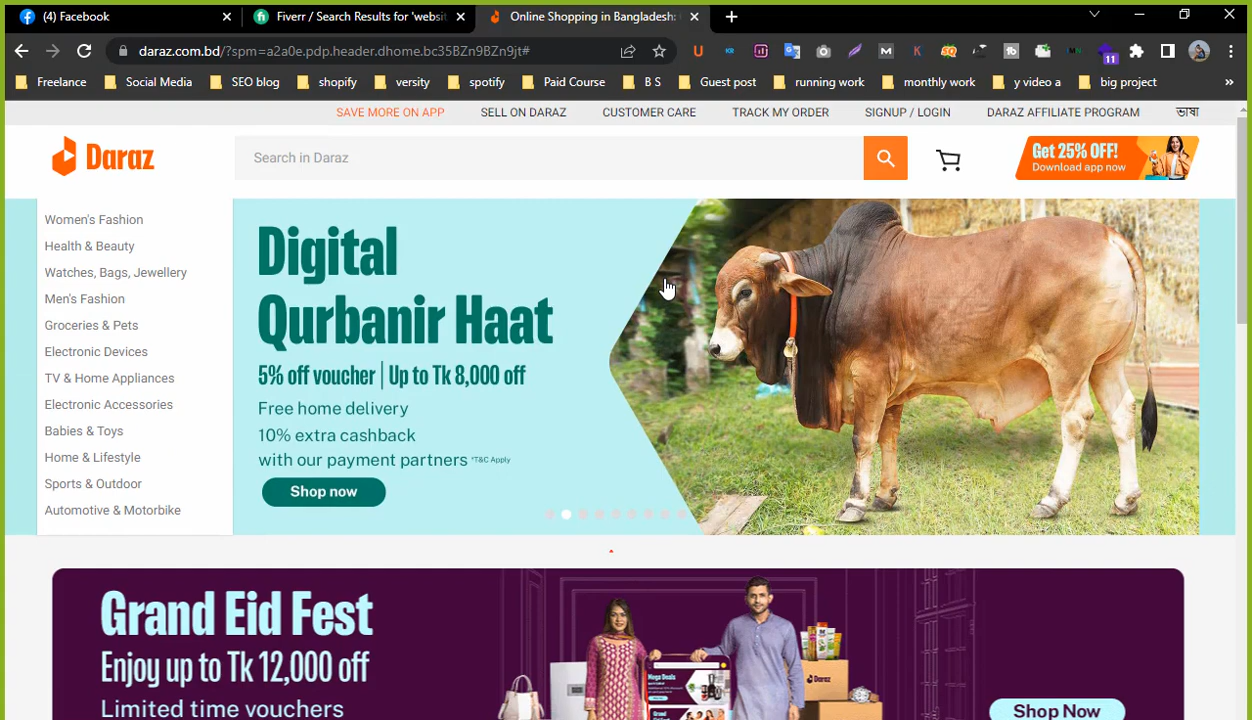 (4) Facebook
Fiverr / Search Results for 'websit
Online Shopping in Bangladesh:
daraz.com.bd/?spm=a2a0e.pdp.header.dhome.bc35BZn9BZn9jt#
11
Freelance
Social Media
SEO blog
shopify
versity
spotify
Paid Course
B S
Guest post
running work
monthly work
y video a
big project
SAVE MORE ON APP
SELL ON DARAZ
CUSTOMER CARE
TRACK MY ORDER
SIGNUP / LOGIN
DARAZ AFFILIATE PROGRAM
ভাষা
Daraz
Search in Daraz
Get 25% OFF!
Download app now
Women's Fashion
Health & Beauty
Watches, Bags, Jewellery
Men's Fashion
Groceries & Pets
Electronic Devices
TV & Home Appliances
Electronic Accessories
Babies & Toys
Home & Lifestyle
Sports & Outdoor
Automotive & Motorbike
Digital
Qurbanir Haat
5% off voucher | Up to Tk 8,000 off
Free home delivery
10% extra cashback
with our payment partners *T&C Apply
Shop now
Grand Eid Fest
Enjoy up to Tk 12,000 off
Limited time vouchers
Mega Deals
Daraz
Shop Now